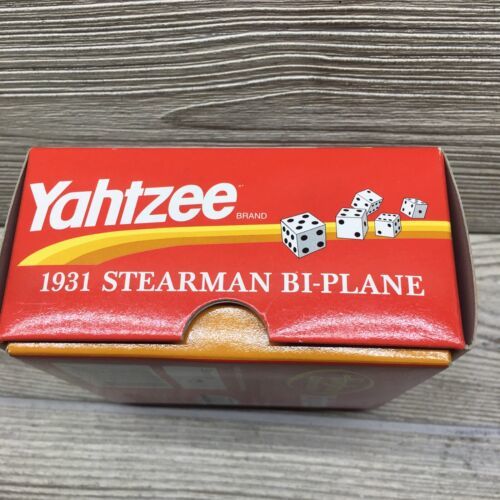 Yahtzee
BRAND
1931 STEARMAN BI-PLANE